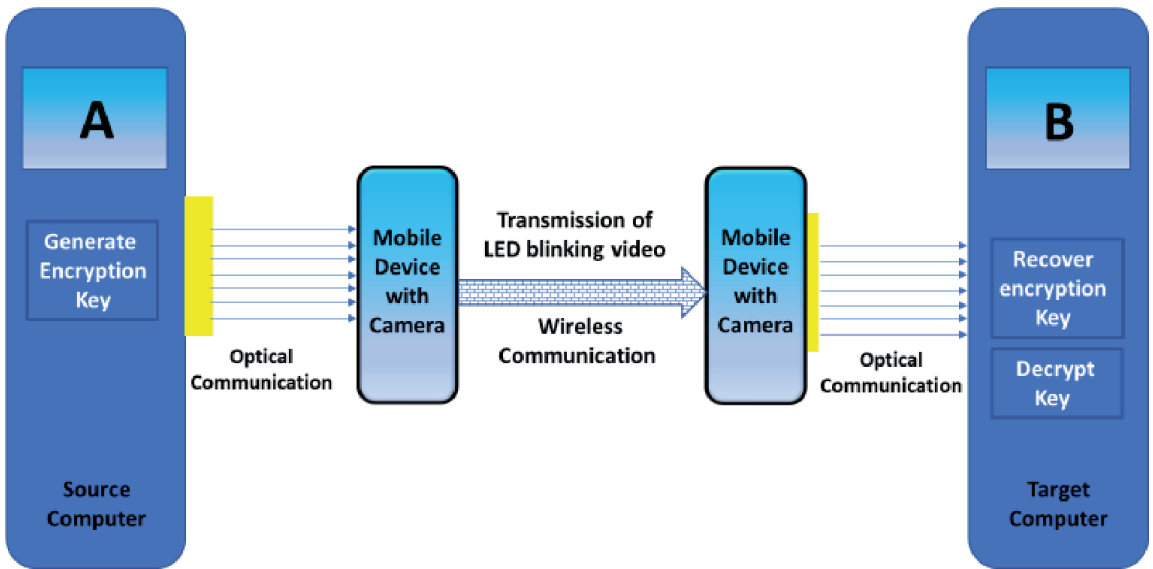 A
Generate
Encryption
Key
Source
Computer
Optical
Communication
Mobile
Device
with
Camera
Transmission of
LED blinking video
Wireless
Communication
Mobile
Device
with
Camera
Optical
Communication
B
Recover
encryption
Key
Decrypt
Key
Target
Computer